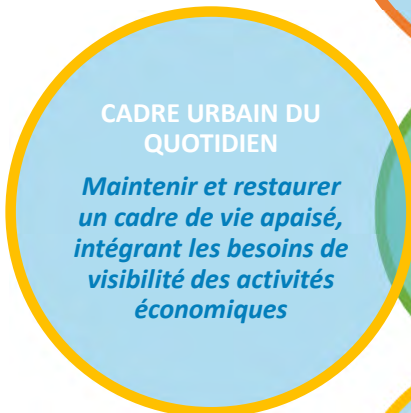 CADRE URBAIN DU
QUOTIDIEN
Maintenir et restaurer
un cadre de vie apaisé,
intégrant les besoins de
visibilité des activités
économiques